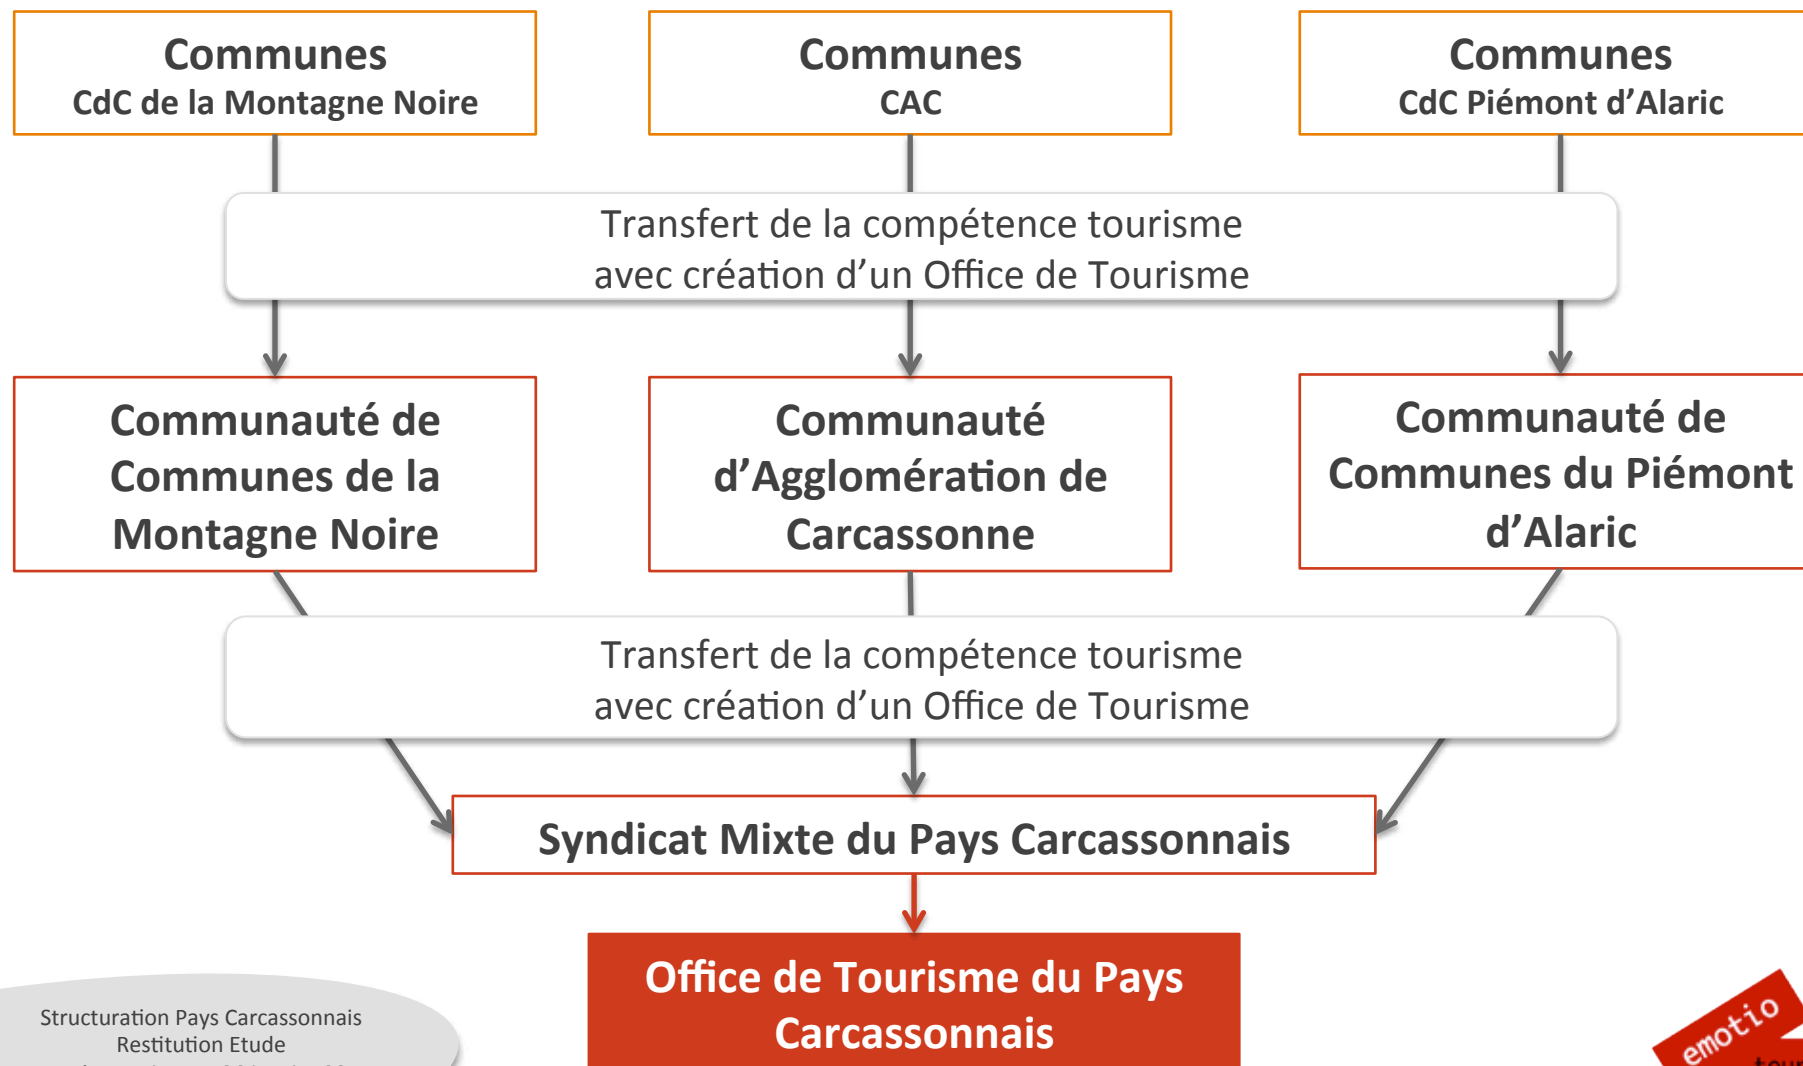 Communes
CdC de la Montagne Noire
Communes
CAC
Communes
CdC Piémont d’Alaric
Transfert de la compétence tourisme
avec création d’un Office de Tourisme
Communauté de
Communes de la
Montagne Noire
Communauté
d’Agglomération de
Carcassonne
Communauté de
Communes du Piémont
d’Alaric
Transfert de la compétence tourisme
avec création d’un Office de Tourisme
Syndicat Mixte du Pays Carcassonnais
Office de Tourisme du Pays
Carcassonnais
Structuration Pays Carcassonnais
Restitution Etude
emotio